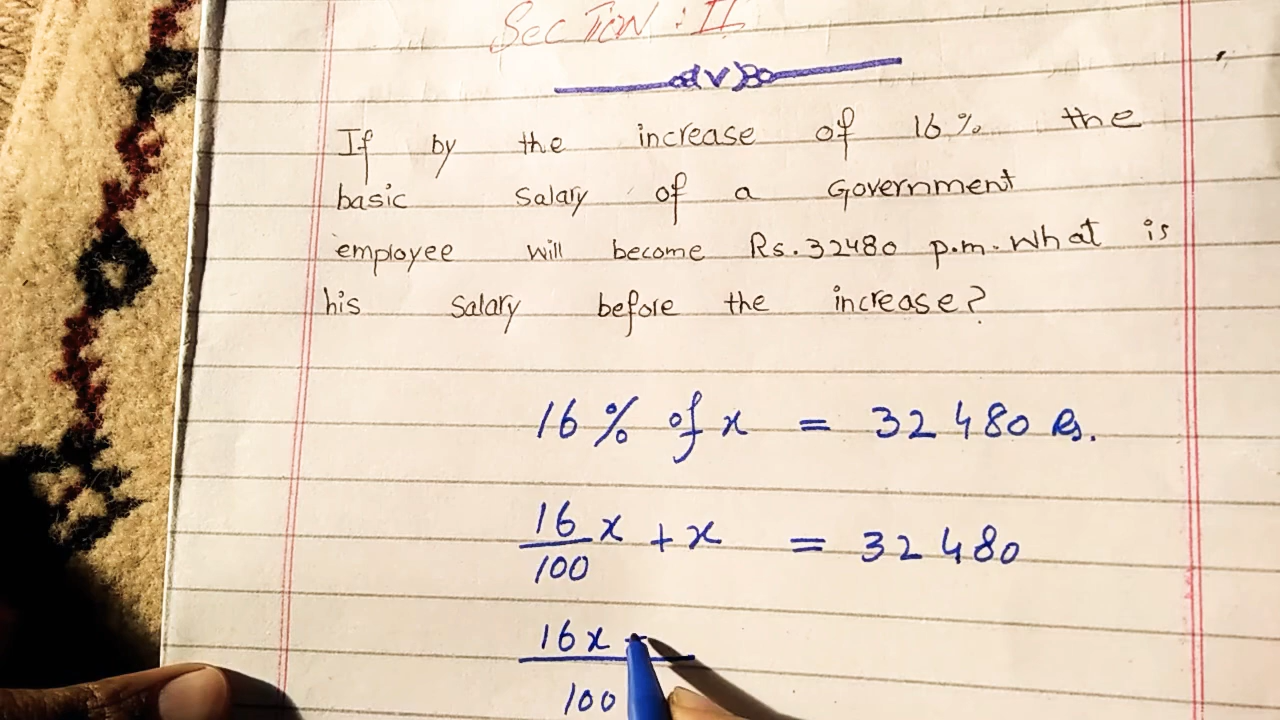 Section : II
If by the increase of 16% the
basic salary of a Government
employee will become Rs.32480 p.m. What is
his salary before the increase?
16% of x = 32480 Rs.
16/100 x + x = 32480
16x +
100